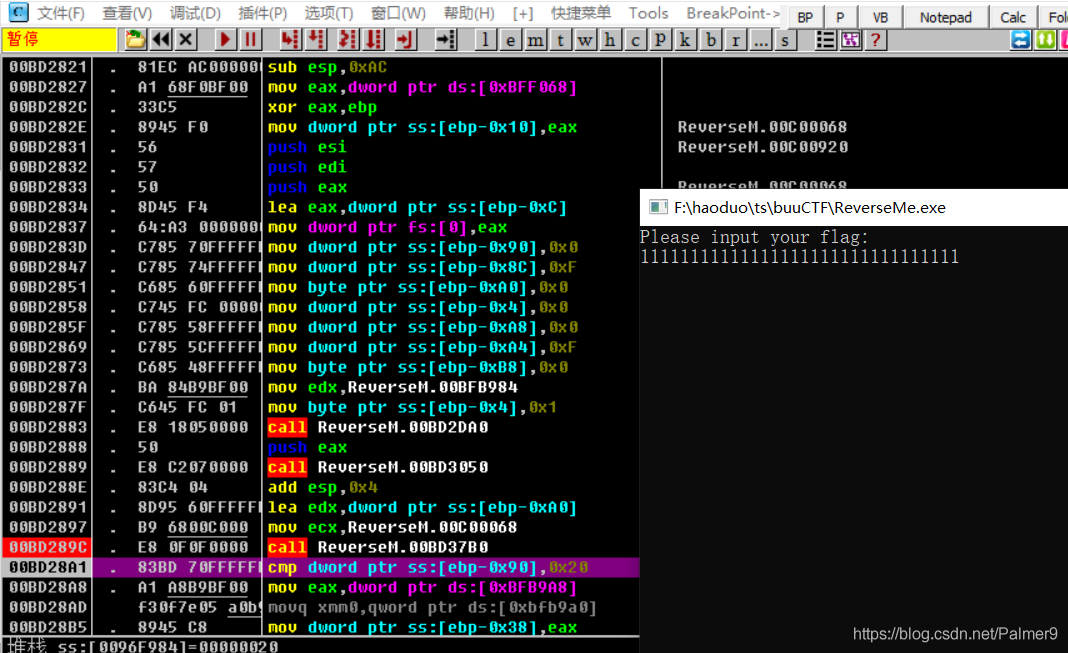 C 文件(F) 查看(V) 调试(D) 插件(P) 选项(T) 窗口(W) 帮助(H) [+] 快捷菜单 Tools BreakPoint-> BP P VB Notepad Calc Fol
暂停 l e m t w h c p k b r ... s ?
00BD2821 . 81EC AC000000 sub esp,0xAC
00BD2827 . A1 68F0BF00 mov eax,dword ptr ds:[0xBFF068]
00BD282C . 33C5 xor eax,ebp
00BD282E . 8945 F0 mov dword ptr ss:[ebp-0x10],eax ReverseM.00C00068
00BD2831 . 56 push esi ReverseM.00C00920
00BD2832 . 57 push edi
00BD2833 . 50 push eax ReverseM.00C00068
00BD2834 . 8D45 F4 lea eax,dword ptr ss:[ebp-0xC]
00BD2837 . 64:A3 0000000 mov dword ptr fs:[0],eax
00BD283D . C785 70FFFFFF mov dword ptr ss:[ebp-0x90],0x0
00BD2847 . C785 74FFFFFF mov dword ptr ss:[ebp-0x8C],0xF
00BD2851 . C685 60FFFFFF mov byte ptr ss:[ebp-0xA0],0x0
00BD2858 . C745 FC 00000 mov dword ptr ss:[ebp-0x4],0x0
00BD285F . C785 58FFFFFF mov dword ptr ss:[ebp-0xA8],0x0
00BD2869 . C785 5CFFFFFF mov dword ptr ss:[ebp-0xA4],0xF
00BD2873 . C685 48FFFFFF mov byte ptr ss:[ebp-0xB8],0x0
00BD287A . BA 84B9BF00 mov edx,ReverseM.00BFB984
00BD287F . C645 FC 01 mov byte ptr ss:[ebp-0x4],0x1
00BD2883 . E8 18050000 call ReverseM.00BD2DA0
00BD2888 . 50 push eax
00BD2889 . E8 C2070000 call ReverseM.00BD3050
00BD288E . 83C4 04 add esp,0x4
00BD2891 . 8D95 60FFFFFF lea edx,dword ptr ss:[ebp-0xA0]
00BD2897 . B9 6800C000 mov ecx,ReverseM.00C00068
00BD289C . E8 0F0F0000 call ReverseM.00BD37B0
00BD28A1 . 83BD 70FFFFFF cmp dword ptr ss:[ebp-0x90],0x20
00BD28A8 . A1 A8B9BF00 mov eax,dword ptr ds:[0xBFB9A8]
00BD28AD . f30f7e05 a0b9 movq xmm0,qword ptr ds:[0xbfb9a0]
00BD28B5 . 8945 C8 mov dword ptr ss:[ebp-0x38],eax
堆栈 ss:[0096F984]=00000020
F:\haoduo\ts\buuCTF\ReverseMe.exe
Please input your flag:
11111111111111111111111111111111
https://blog.csdn.net/Palmer9